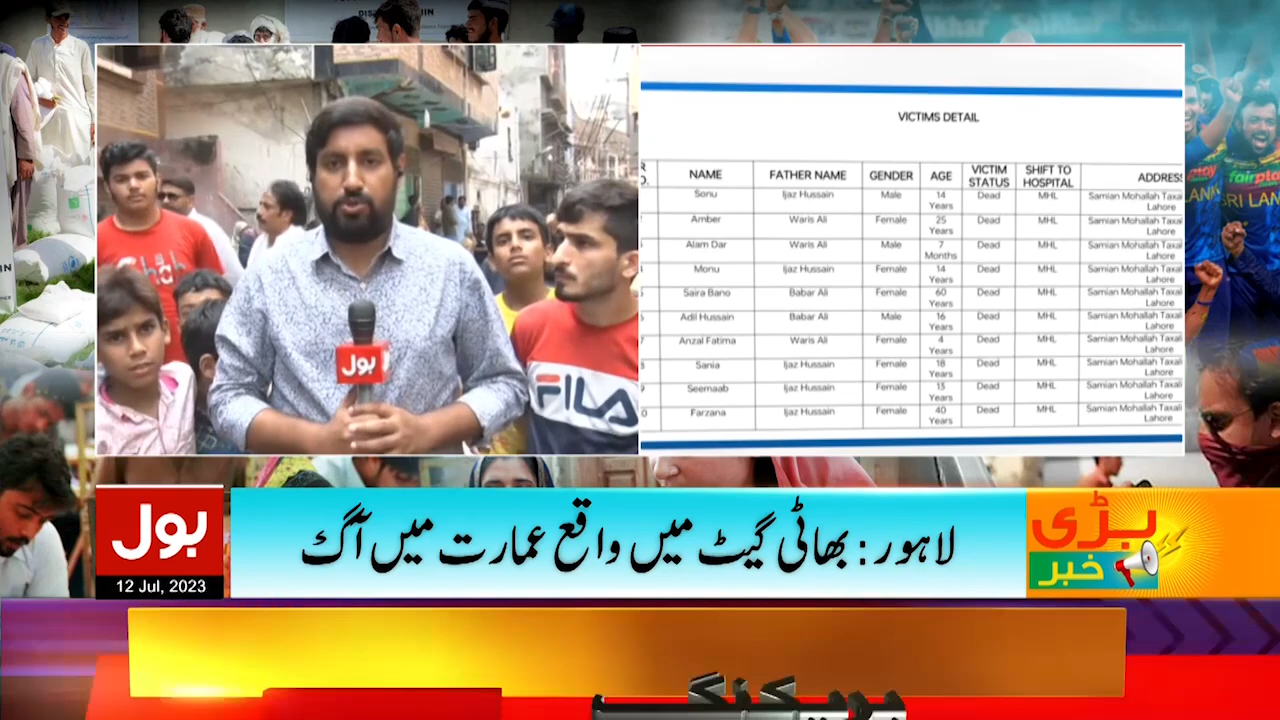 VICTIMS DETAIL
NAME FATHER NAME GENDER AGE VICTIM STATUS SHIFT TO HOSPITAL ADDRESS
Sonu Ijaz Hussain Male 14 Years Dead MHL Samian Mohallah Taxali Lahore
Amber Waris Ali Female 25 Years Dead MHL Samian Mohallah Taxali Lahore
Alam Dar Waris Ali Male 7 Months Dead MHL Samian Mohallah Taxali Lahore
Monu Ijaz Hussain Female 14 Years Dead MHL Samian Mohallah Taxali Lahore
Saira Bano Babar Ali Female 60 Years Dead MHL Samian Mohallah Taxali Lahore
Adil Hussain Babar Ali Male 16 Years Dead MHL Samian Mohallah Taxali Lahore
Anzal Fatima Waris Ali Female 4 Years Dead MHL Samian Mohallah Taxali Lahore
Sania Ijaz Hussain Female 18 Years Dead MHL Samian Mohallah Taxali Lahore
Seemaab Ijaz Hussain Female 13 Years Dead MHL Samian Mohallah Taxali Lahore
Farzana Ijaz Hussain Female 40 Years Dead MHL Samian Mohallah Taxali Lahore
بول
FILA
fairplay
SRI LANK
بول
12 Jul, 2023
لاہور : بھاٹی گیٹ میں واقع عمارت میں آگ
بڑی
خبر